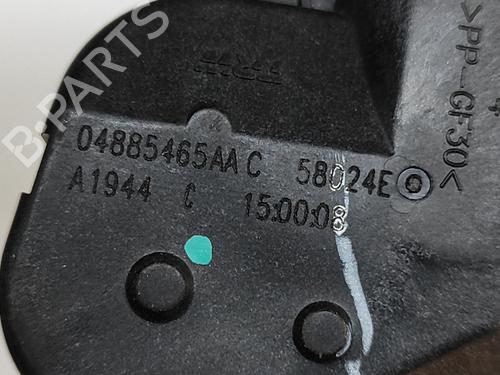 B-PARTS
>PP-GF30<
04885465AA C 58024E
A1944 C 15:00:08